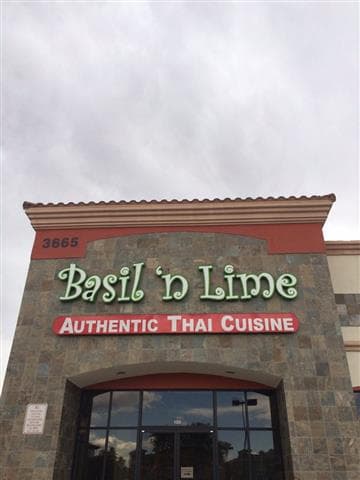 3665
Basil 'n Lime
AUTHENTIC THAI CUISINE